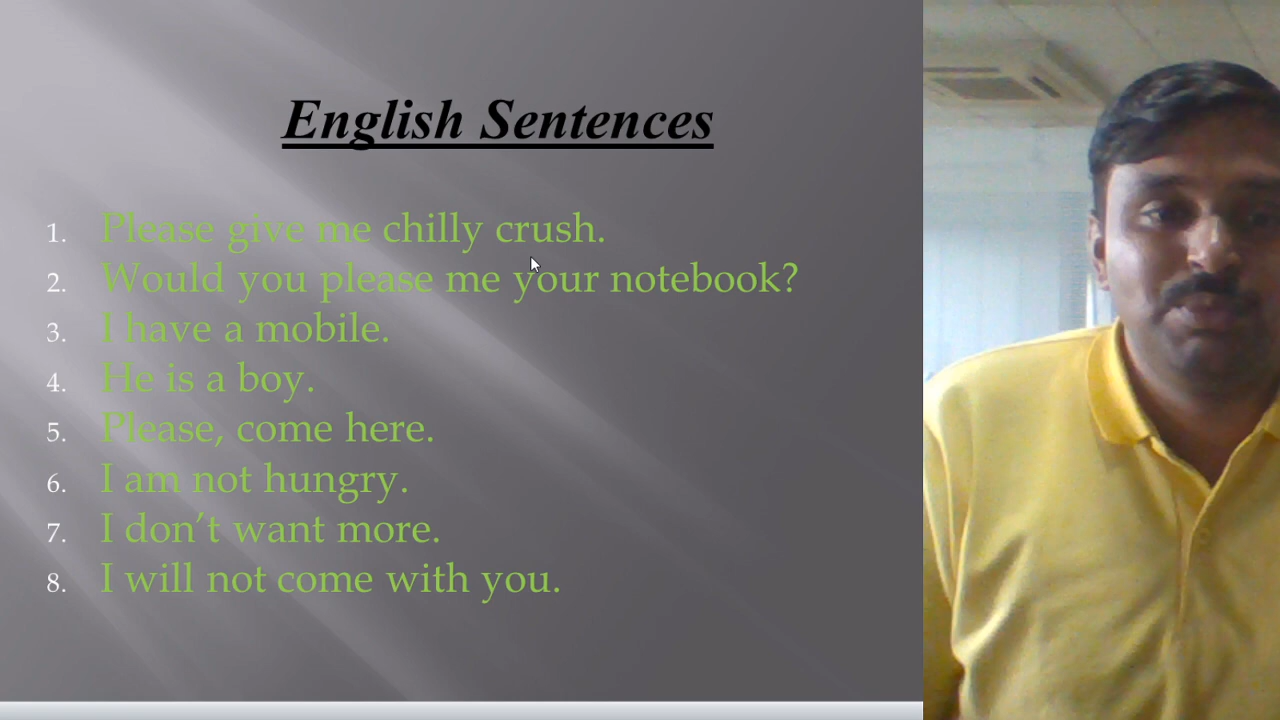 English Sentences
1. Please give me chilly crush.
2. Would you please me your notebook?
3. I have a mobile.
4. He is a boy.
5. Please, come here.
6. I am not hungry.
7. I don’t want more.
8. I will not come with you.